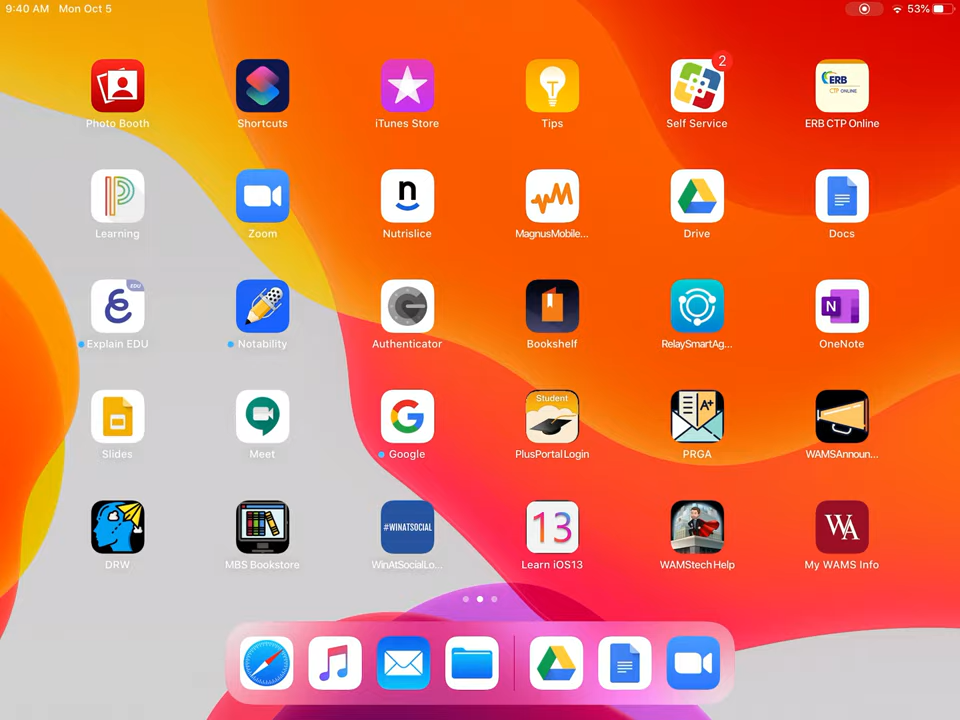 9:40 AM Mon Oct 5 53%
2
ERB
CTP ONLINE
Photo Booth Shortcuts iTunes Store Tips Self Service ERB CTP Online
n
Learning Zoom Nutrislice MagnusMobile... Drive Docs
EDU
N
Explain EDU Notability Authenticator Bookshelf RelaySmartAg... OneNote
Student
A+
Slides Meet Google PlusPortalLogin PRGA WAMSAnnoun...
#WINATSOCIAL
13
WA
DRW MBS Bookstore WinAtSocialLo... Learn iOS13 WAMStech Help My WAMS Info